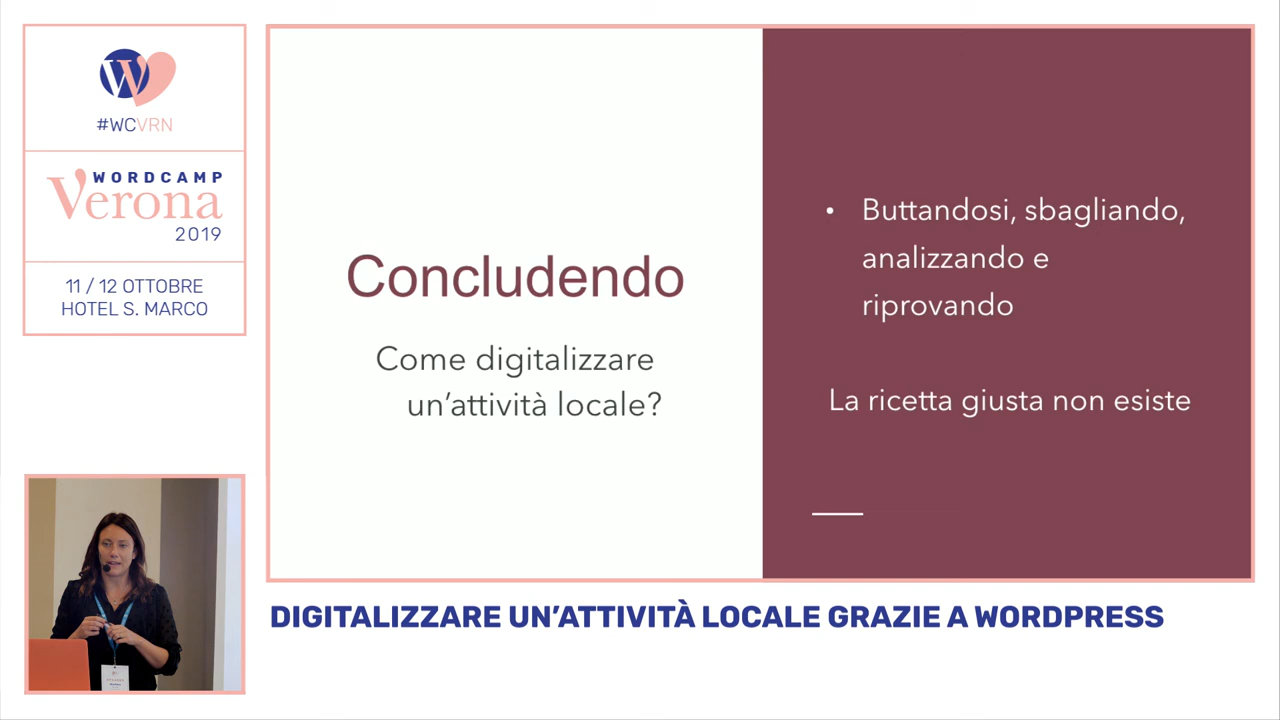 #WCVRN
WORDCAMP
Verona
2019
11 / 12 OTTOBRE
HOTEL S. MARCO
Concludendo
Come digitalizzare
un’attività locale?
• Buttandosi, sbagliando,
analizzando e
riprovando
La ricetta giusta non esiste
DIGITALIZZARE UN’ATTIVITÀ LOCALE GRAZIE A WORDPRESS